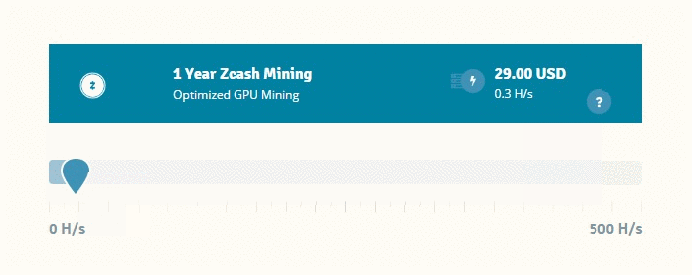 1 Year Zcash Mining
Optimized GPU Mining
29.00 USD
0.3 H/s
?
0 H/s
500 H/s